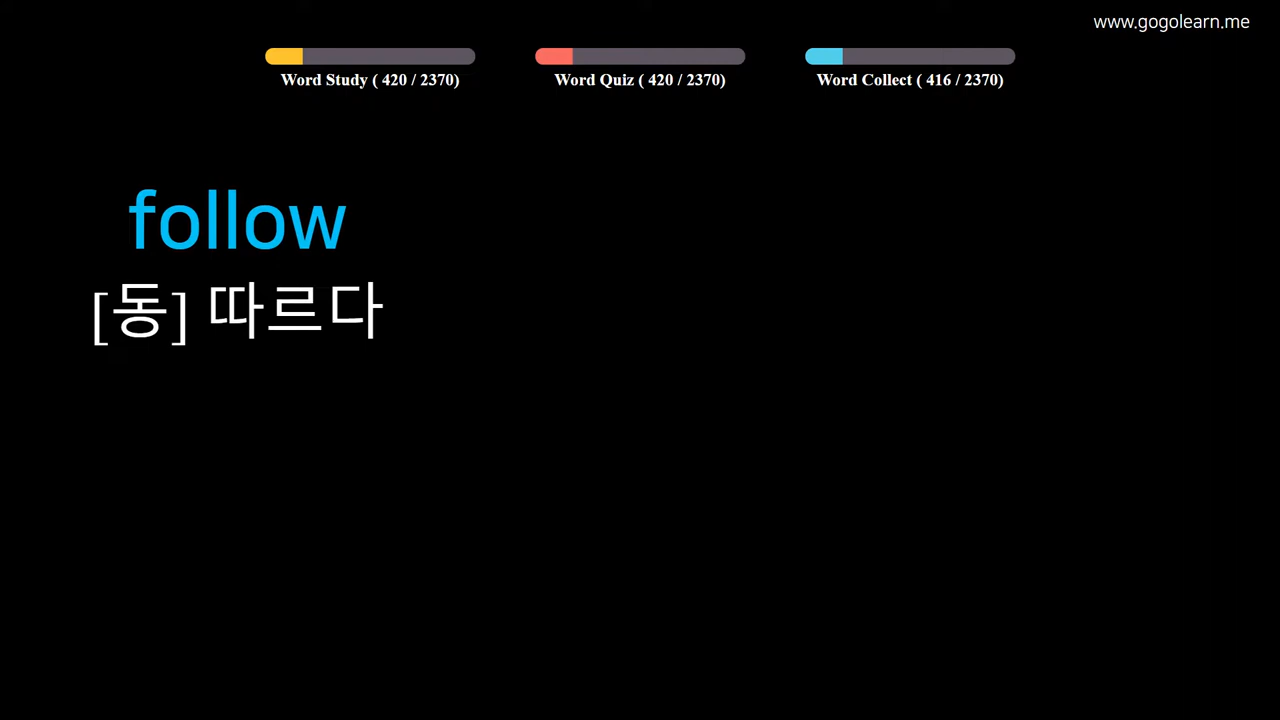 www.gogolearn.me
Word Study ( 420 / 2370)
Word Quiz ( 420 / 2370)
Word Collect ( 416 / 2370)
follow
[동] 따르다